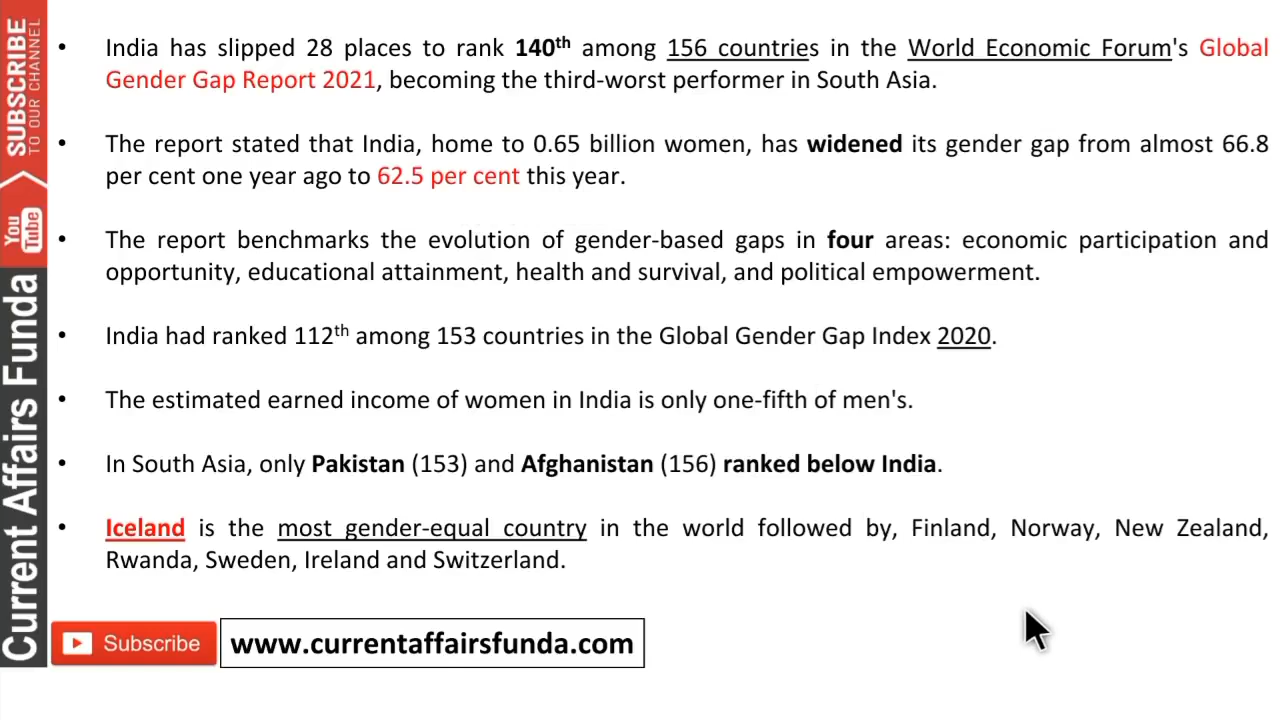 SUBSCRIBE
TO OUR CHANNEL
You
Tube
Current Affairs Funda
• India has slipped 28 places to rank 140th among 156 countries in the World Economic Forum's Global
Gender Gap Report 2021, becoming the third-worst performer in South Asia.
• The report stated that India, home to 0.65 billion women, has widened its gender gap from almost 66.8
per cent one year ago to 62.5 per cent this year.
• The report benchmarks the evolution of gender-based gaps in four areas: economic participation and
opportunity, educational attainment, health and survival, and political empowerment.
• India had ranked 112th among 153 countries in the Global Gender Gap Index 2020.
• The estimated earned income of women in India is only one-fifth of men's.
• In South Asia, only Pakistan (153) and Afghanistan (156) ranked below India.
• Iceland is the most gender-equal country in the world followed by, Finland, Norway, New Zealand,
Rwanda, Sweden, Ireland and Switzerland.
Subscribe
www.currentaffairsfunda.com